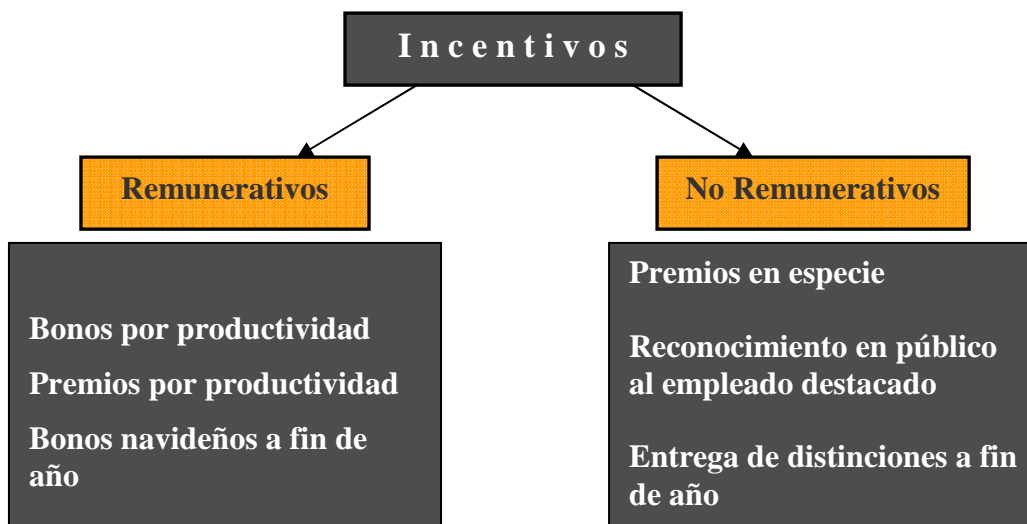 Incentivos
Remunerativos
Bonos por productividad
Premios por productividad
Bonos navideños a fin de
año
No Remunerativos
Premios en especie
Reconocimiento en público
al empleado destacado
Entrega de distinciones a fin
de año